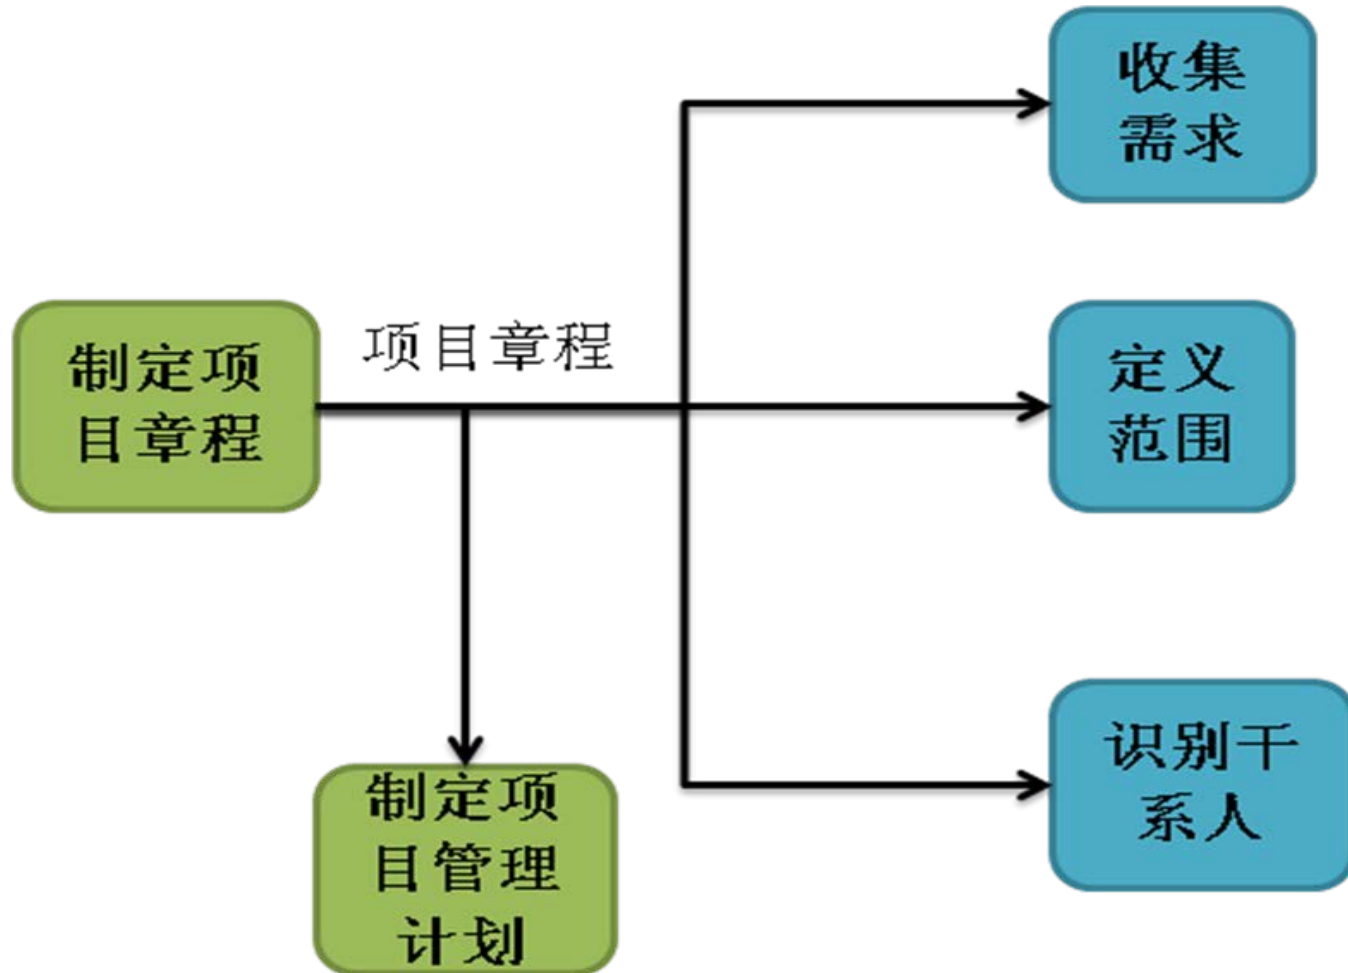 收集
需求
项目章程
制定项
目章程
定义
范围
识别干
系人
制定项
目管理
计划